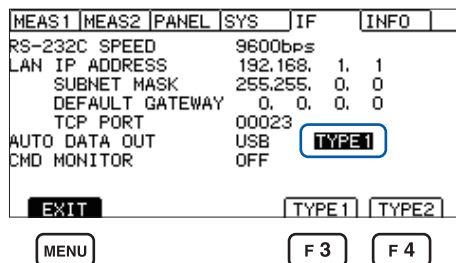 MEAS1 MEAS2 PANEL SYS IF INFO
RS-232C SPEED 9600bps
LAN IP ADDRESS 192.168. 1. 1
SUBNET MASK 255.255. 0. 0
DEFAULT GATEWAY 0. 0. 0. 0
TCP PORT 00023
AUTO DATA OUT USB TYPE1
CMD MONITOR OFF
EXIT TYPE1 TYPE2
MENU F 3 F 4